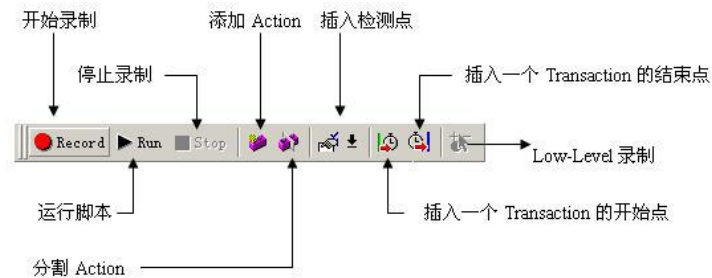 开始录制
添加 Action
插入检测点
停止录制
插入一个 Transaction 的结束点
Record
Run
Stop
Low-Level 录制
运行脚本
插入一个 Transaction 的开始点
分割 Action